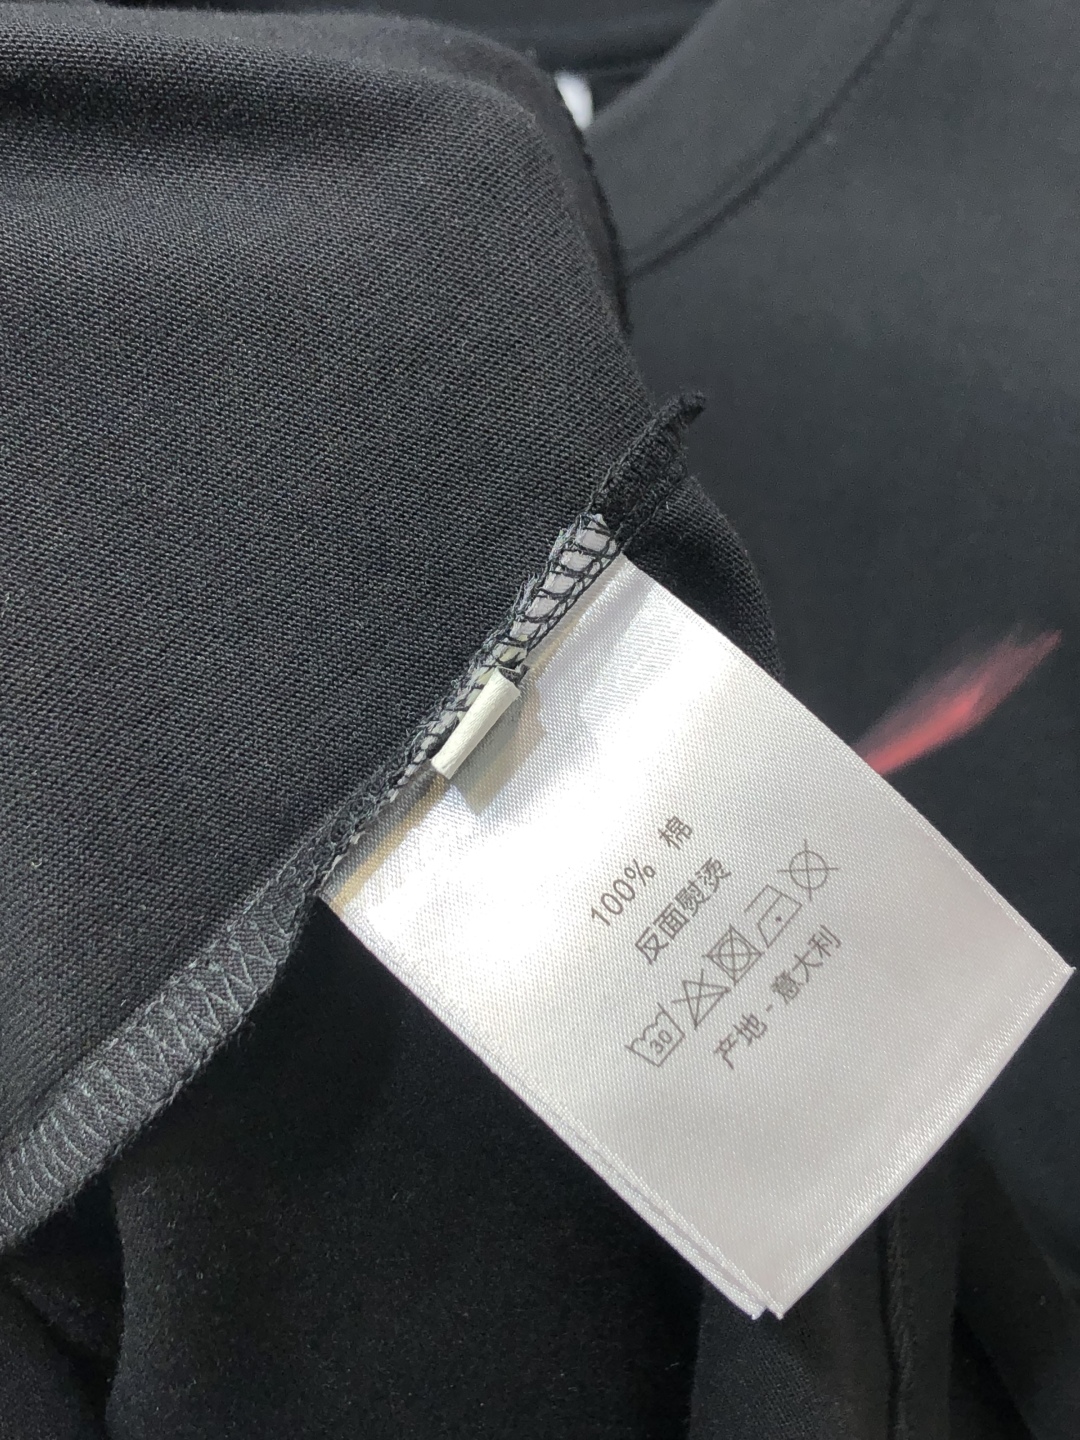 100% 棉
反面熨烫
30
产地 - 意大利